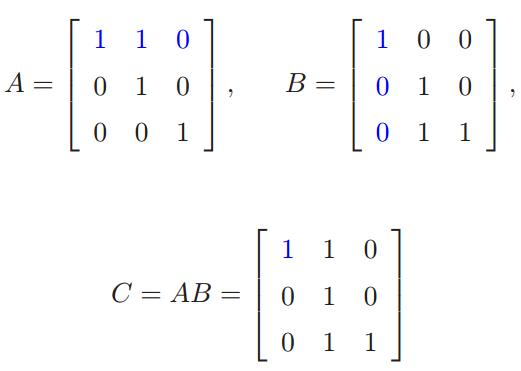 A = [ 1 1 0 ; 0 1 0 ; 0 0 1 ], B = [ 1 0 0 ; 0 1 0 ; 0 1 1 ],
C = AB = [ 1 1 0 ; 0 1 0 ; 0 1 1 ]